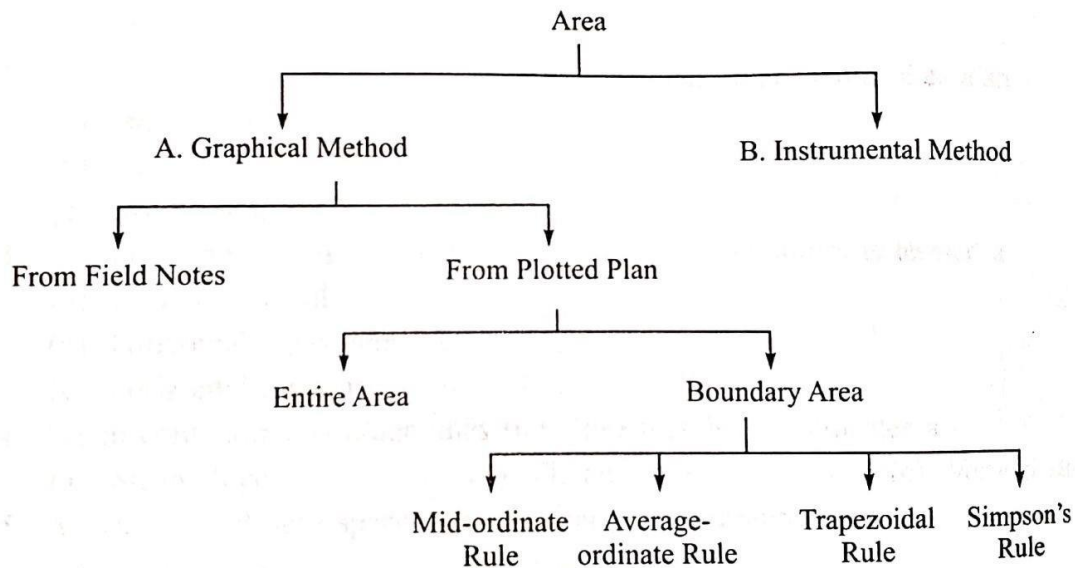 Area
A. Graphical Method
B. Instrumental Method
From Field Notes
From Plotted Plan
Entire Area
Boundary Area
Mid-ordinate
Rule
Average-
ordinate Rule
Trapezoidal
Rule
Simpson's
Rule